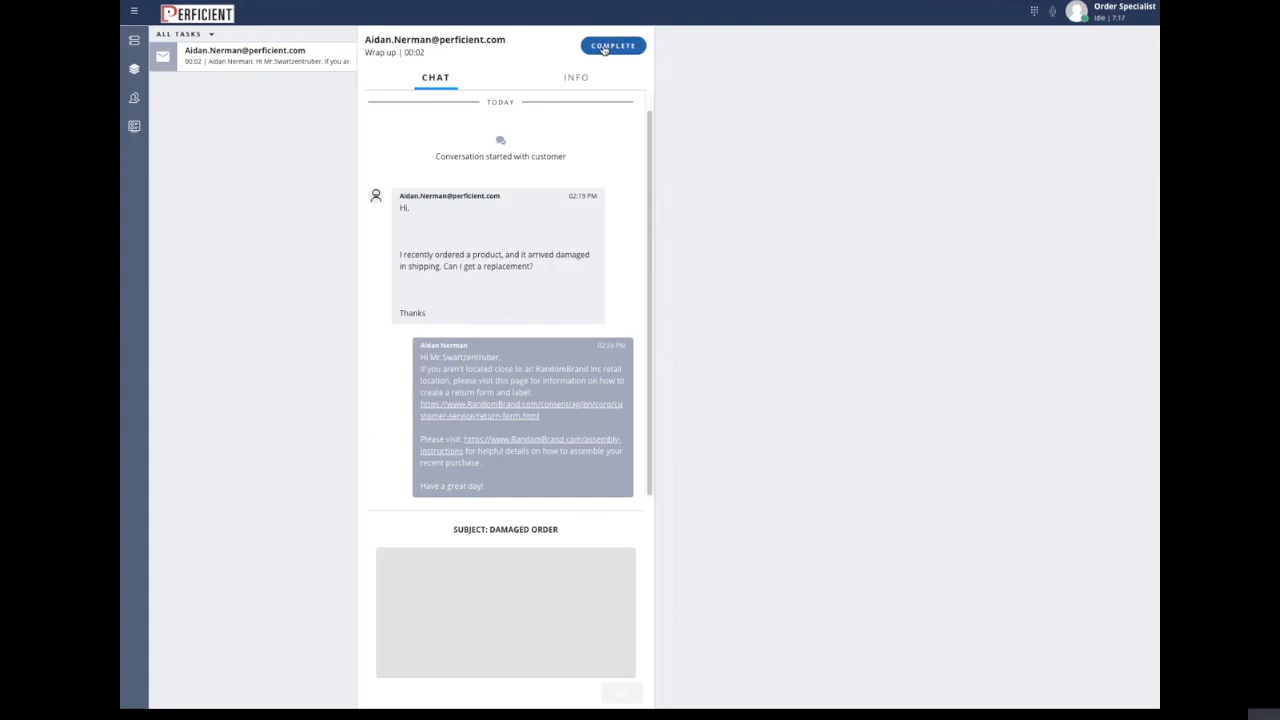 PERFICIENT
Order Specialist
Idle | 7:17
ALL TASKS
Aidan.Nerman@perficient.com
00:02 | Aidan Nerman: Hi Mr.Swartzentruber, If you ar
Aidan.Nerman@perficient.com
Wrap up | 00:02
COMPLETE
CHAT
INFO
TODAY
Conversation started with customer
Aidan.Nerman@perficient.com
02:19 PM
Hi,
I recently ordered a product, and it arrived damaged
in shipping. Can I get a replacement?
Thanks
Aidan Nerman
02:24 PM
Hi Mr.Swartzentruber,
If you aren't located close to an RandomBrand Inc retail
location, please visit this page for information on how to
create a return form and label:
https://www.RandomBrand.com/content/ag/en/corp/cu
stomer-service/return-form.html
Please visit: https://www.RandomBrand.com/assembly-
instructions for helpful details on how to assemble your
recent purchase.
Have a great day!
SUBJECT: DAMAGED ORDER